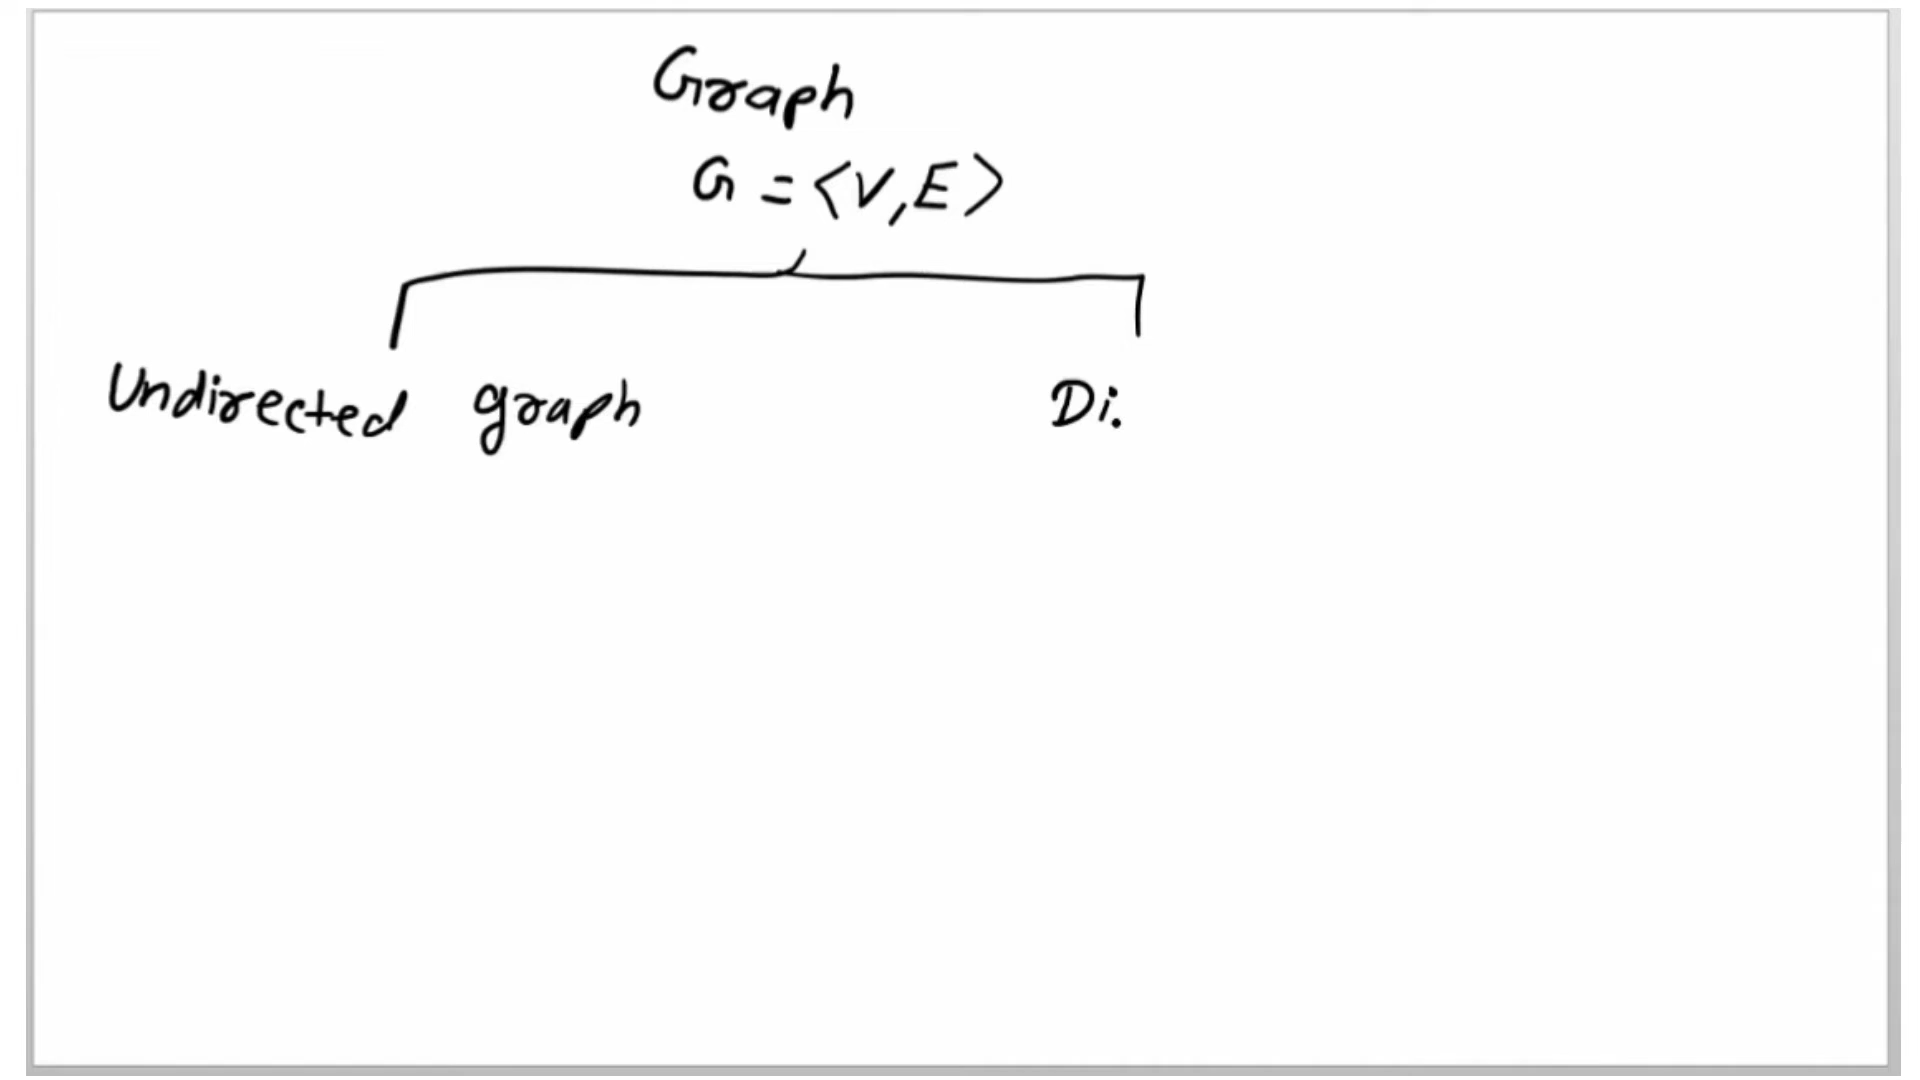 Graph
G = <V, E>
Undirected graph Di.